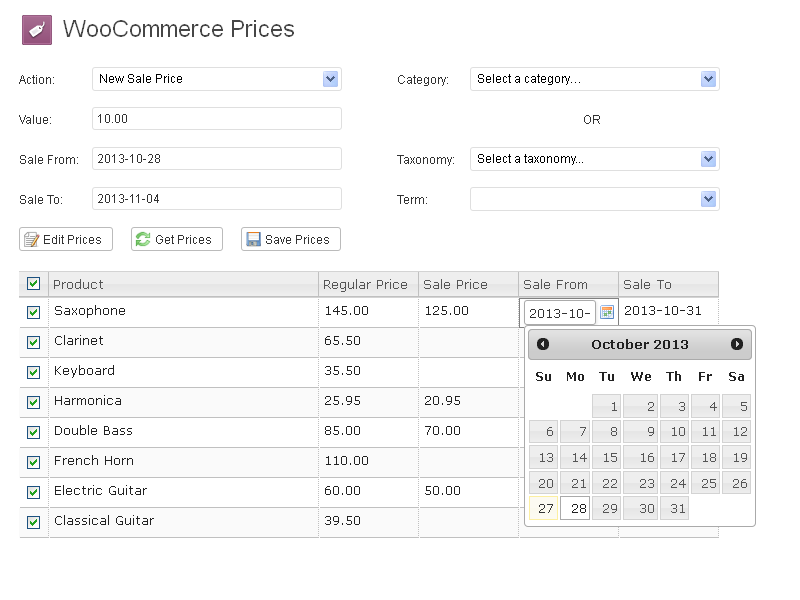 WooCommerce Prices
Action: New Sale Price Category: Select a category...
Value: 10.00 OR
Sale From: 2013-10-28 Taxonomy: Select a taxonomy...
Sale To: 2013-11-04 Term:
Edit Prices Get Prices Save Prices
Product Regular Price Sale Price Sale From Sale To
Saxophone 145.00 125.00 2013-10- 2013-10-31
Clarinet 65.50
Keyboard 35.50
Harmonica 25.95 20.95
Double Bass 85.00 70.00
French Horn 110.00
Electric Guitar 60.00 50.00
Classical Guitar 39.50
October 2013
Su Mo Tu We Th Fr Sa
1 2 3 4 5
6 7 8 9 10 11 12
13 14 15 16 17 18 19
20 21 22 23 24 25 26
27 28 29 30 31